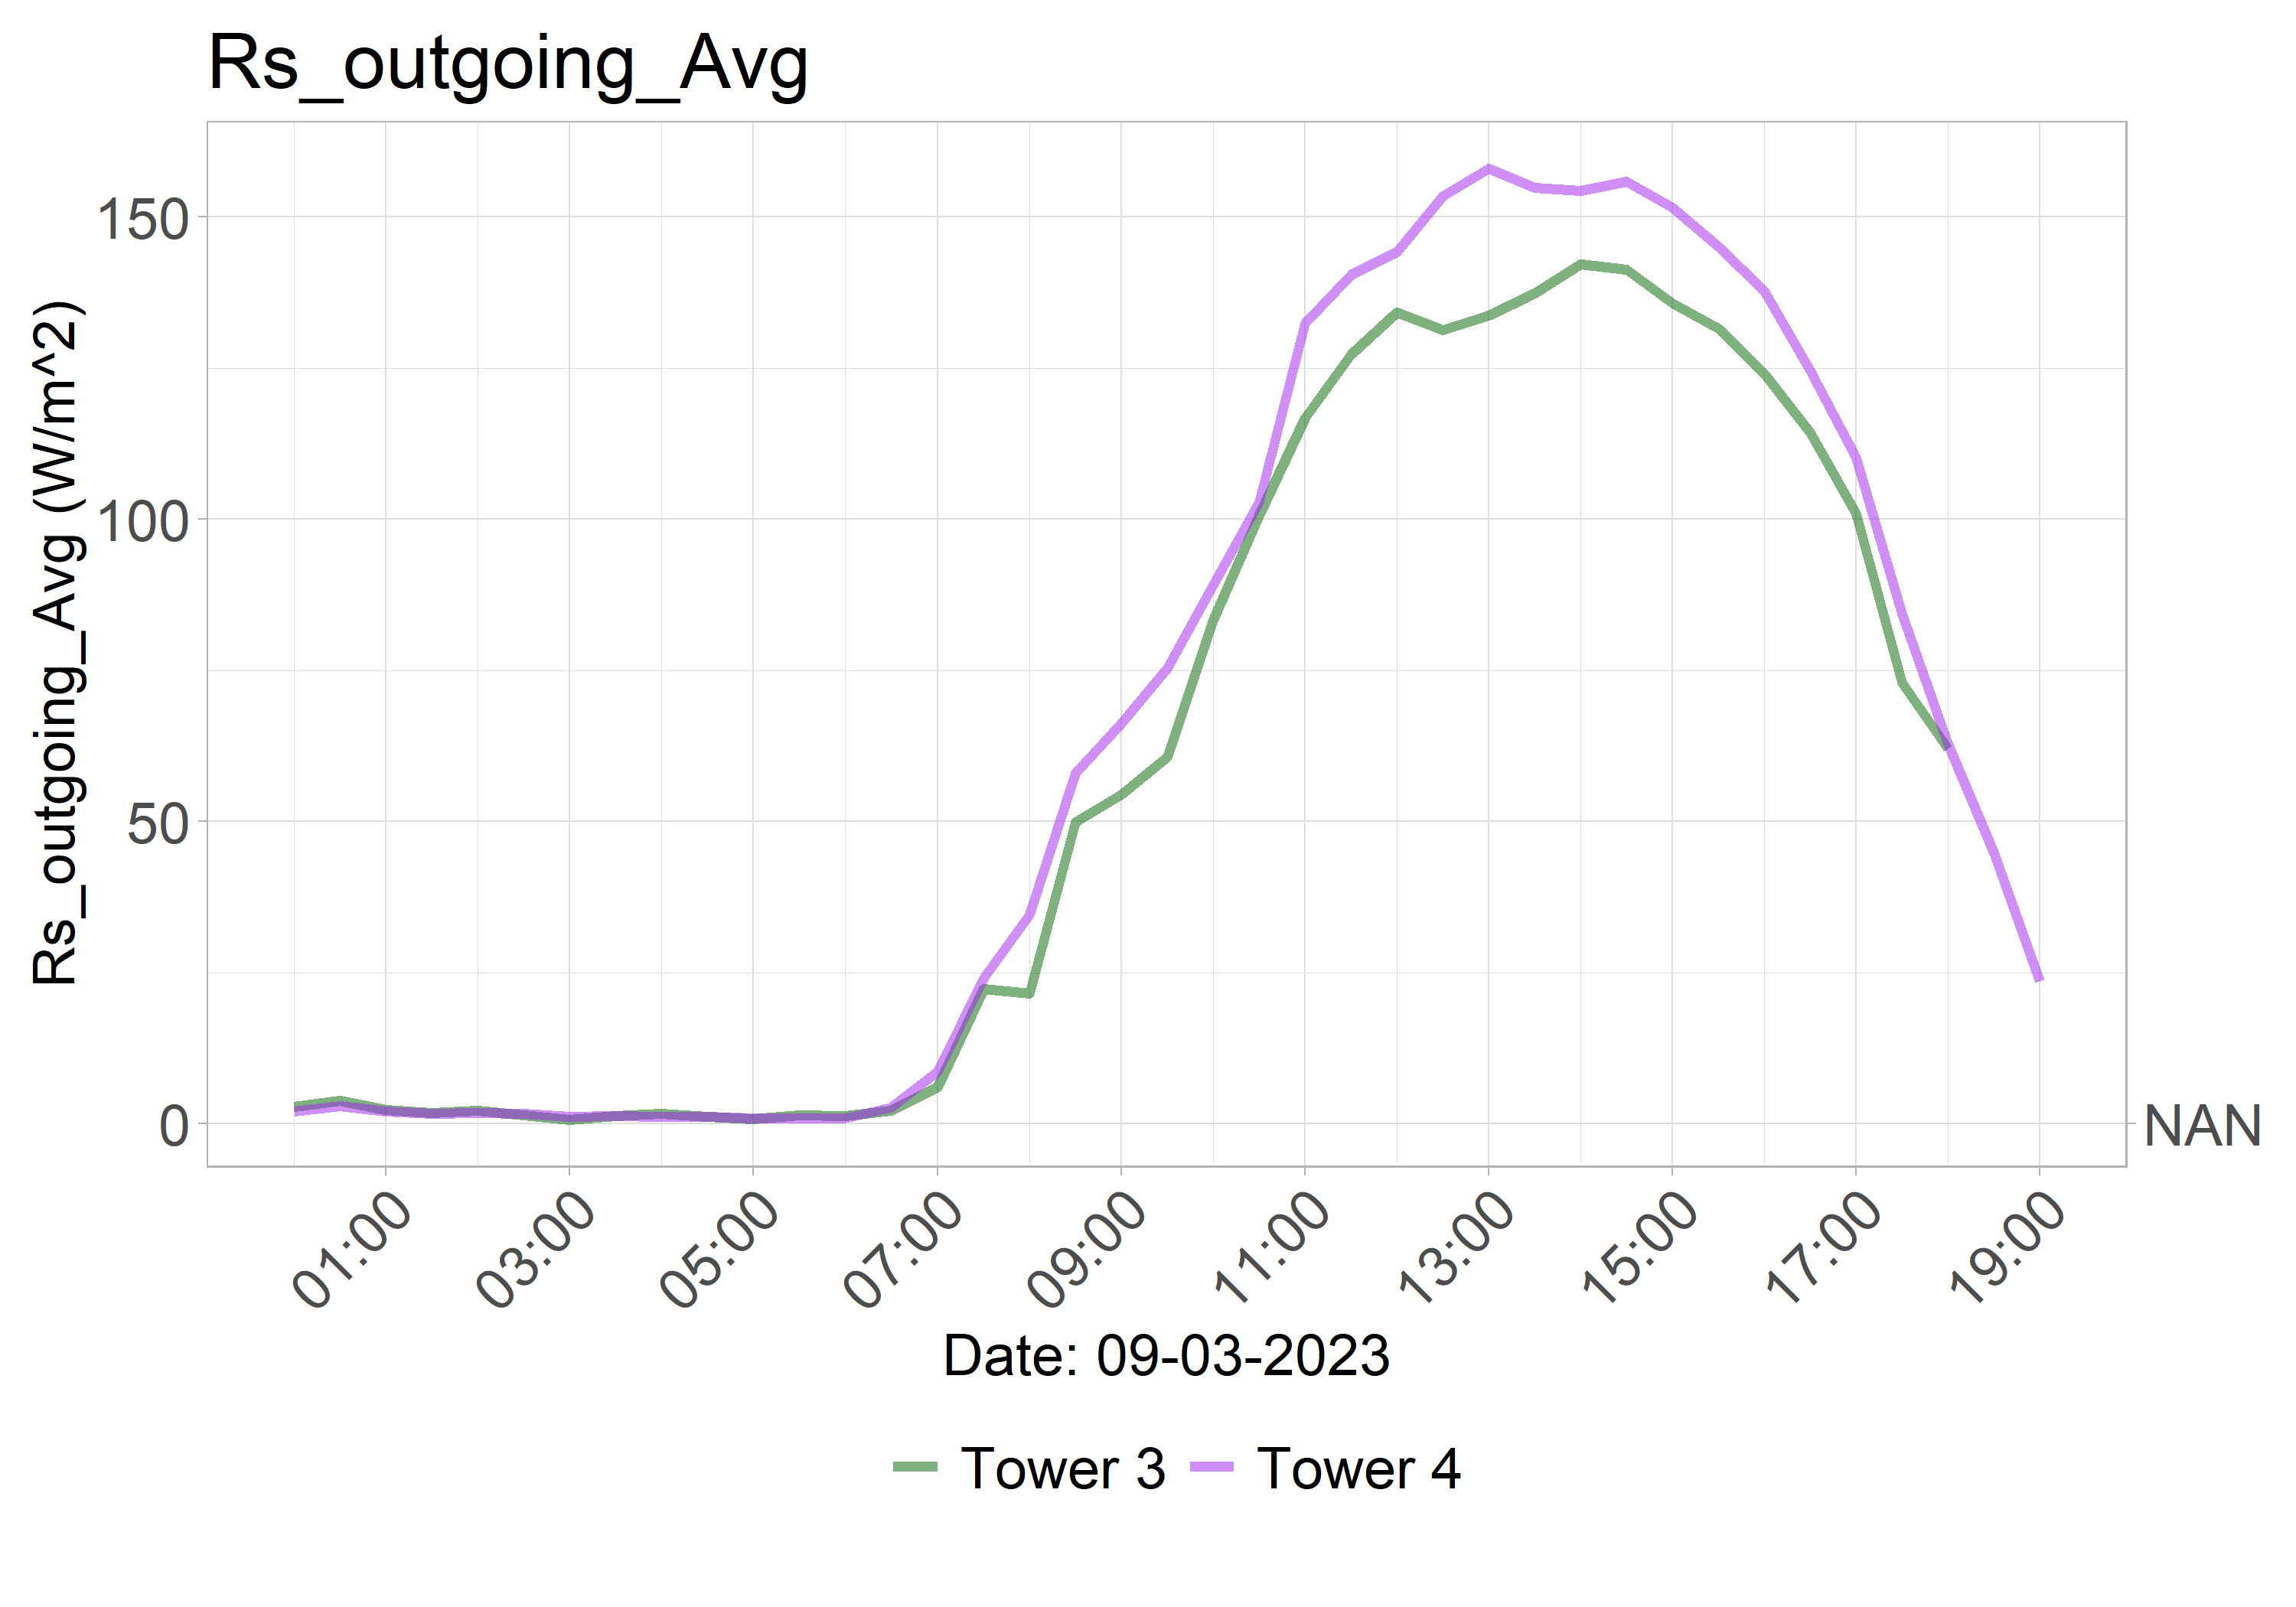 Rs_outgoing_Avg
Rs_outgoing_Avg (W/m^2)
150
100
50
0
NAN
01:00 03:00 05:00 07:00 09:00 11:00 13:00 15:00 17:00 19:00
Date: 09-03-2023
Tower 3 Tower 4